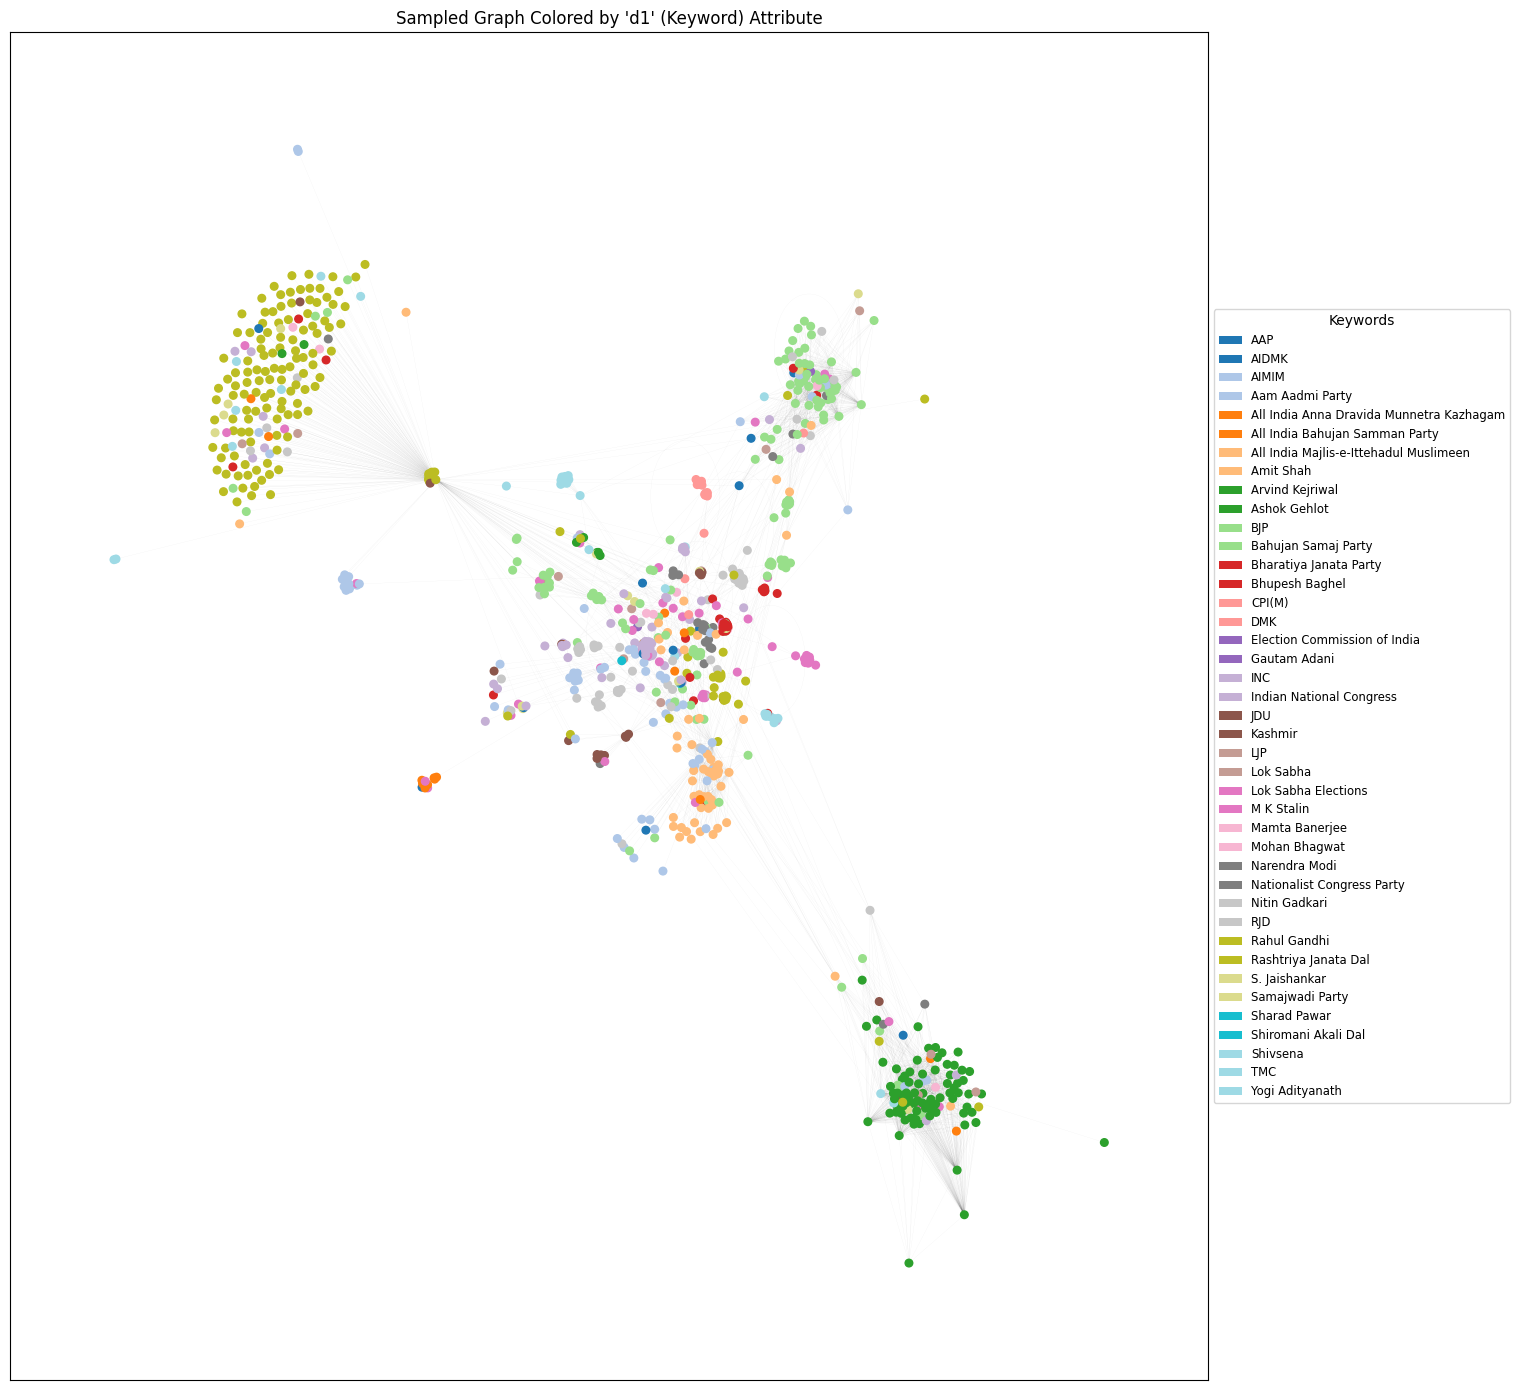 Sampled Graph Colored by 'd1' (Keyword) Attribute
Keywords
AAP
AIDMK
AIMIM
Aam Aadmi Party
All India Anna Dravida Munnetra Kazhagam
All India Bahujan Samman Party
All India Majlis-e-Ittehadul Muslimeen
Amit Shah
Arvind Kejriwal
Ashok Gehlot
BJP
Bahujan Samaj Party
Bharatiya Janata Party
Bhupesh Baghel
CPI(M)
DMK
Election Commission of India
Gautam Adani
INC
Indian National Congress
JDU
Kashmir
LJP
Lok Sabha
Lok Sabha Elections
M K Stalin
Mamta Banerjee
Mohan Bhagwat
Narendra Modi
Nationalist Congress Party
Nitin Gadkari
RJD
Rahul Gandhi
Rashtriya Janata Dal
S. Jaishankar
Samajwadi Party
Sharad Pawar
Shiromani Akali Dal
Shivsena
TMC
Yogi Adityanath